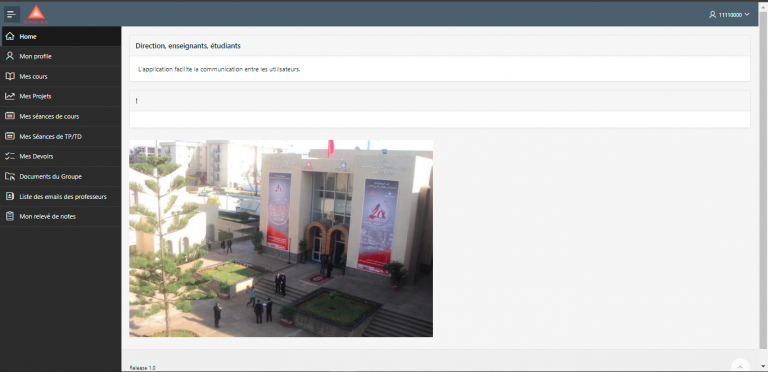 11110000
Home
Mon profile
Mes cours
Mes Projets
Mes séances de cours
Mes Séances de TP/TD
Mes Devoirs
Documents du Groupe
Liste des emails des professeurs
Mon relevé de notes
Direction, enseignants, étudiants
L'application facilite la communication entre les utilisateurs.
!
Release 1.0